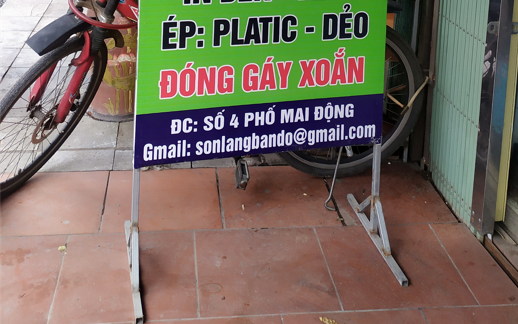 ÉP: PLATIC - DẺO
ĐÓNG GÁY XOẮN
ĐC: SỐ 4 PHỐ MAI ĐỘNG
Gmail: sonlangbando@gmail.com